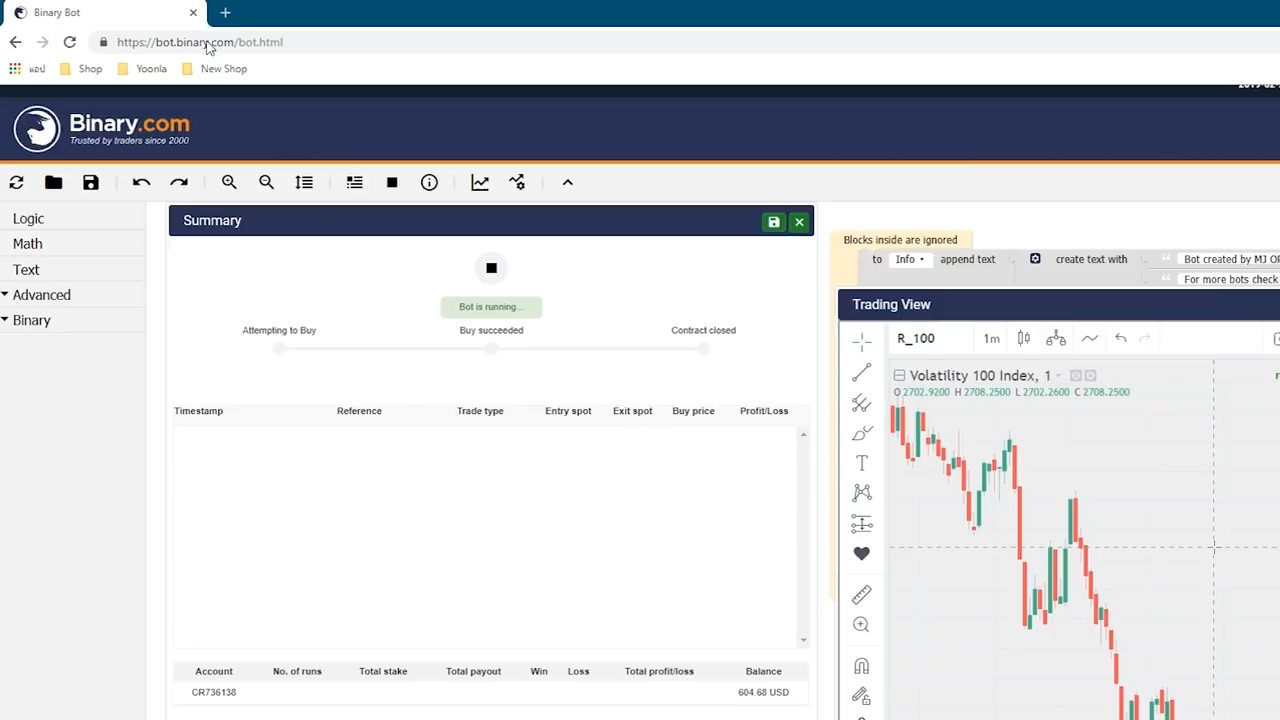 Binary Bot
https://bot.binary.com/bot.html
แอป Shop Yoonla New Shop
Binary.com
Trusted by traders since 2000
Logic
Math
Text
Advanced
Binary
Summary
Bot is running...
Attempting to Buy Buy succeeded Contract closed
Timestamp Reference Trade type Entry spot Exit spot Buy price Profit/Loss
Account No. of runs Total stake Total payout Win Loss Total profit/loss Balance
CR736138 604.68 USD
Blocks inside are ignored
to Info append text create text with “ Bot created by MJ
“ For more bots check
Trading View
R_100 1m
Volatility 100 Index, 1
O 2702.9200 H 2708.2500 L 2702.2600 C 2708.2500